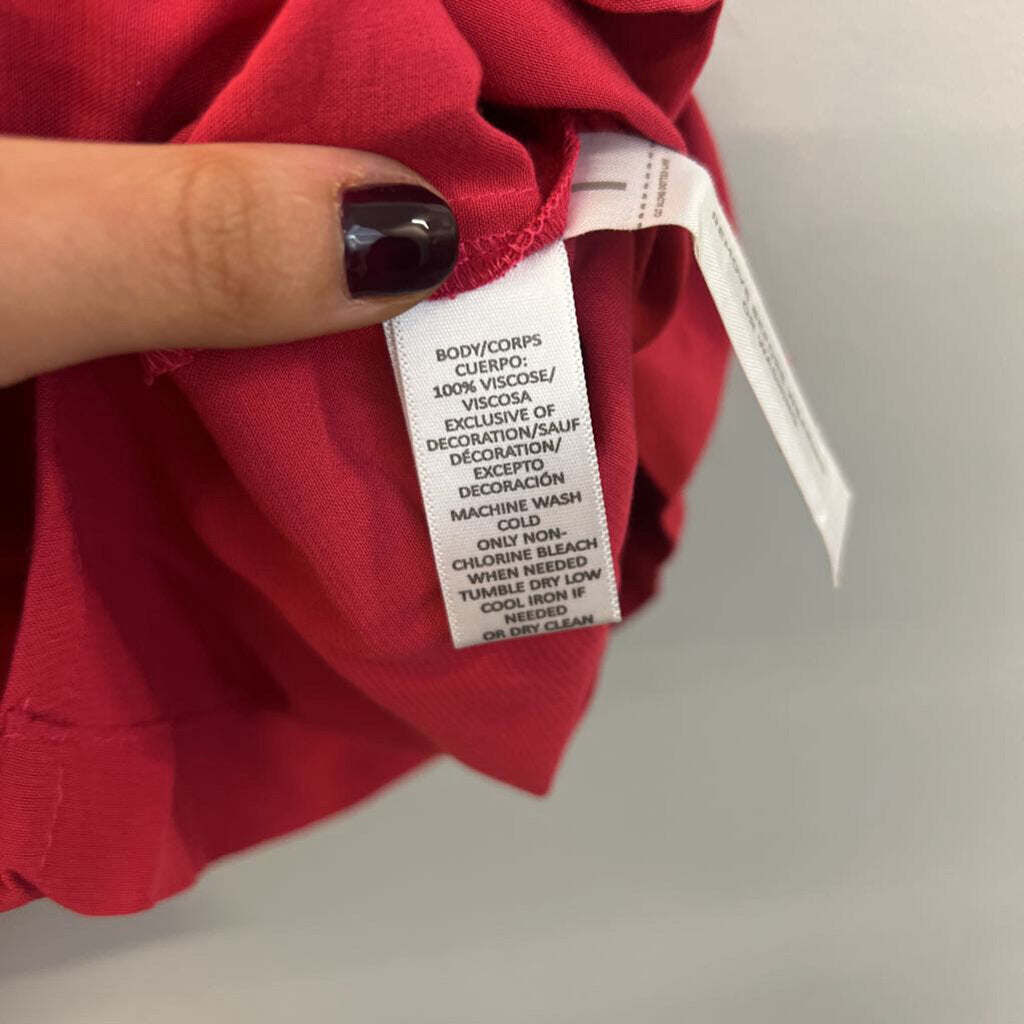 BODY/CORPS
CUERPO:
100% VISCOSE/
VISCOSA
EXCLUSIVE OF
DECORATION/SAUF
DÉCORATION/
EXCEPTO
DECORACIÓN
MACHINE WASH
COLD
ONLY NON-
CHLORINE BLEACH
WHEN NEEDED
TUMBLE DRY LOW
COOL IRON IF
NEEDED
OR DRY CLEAN